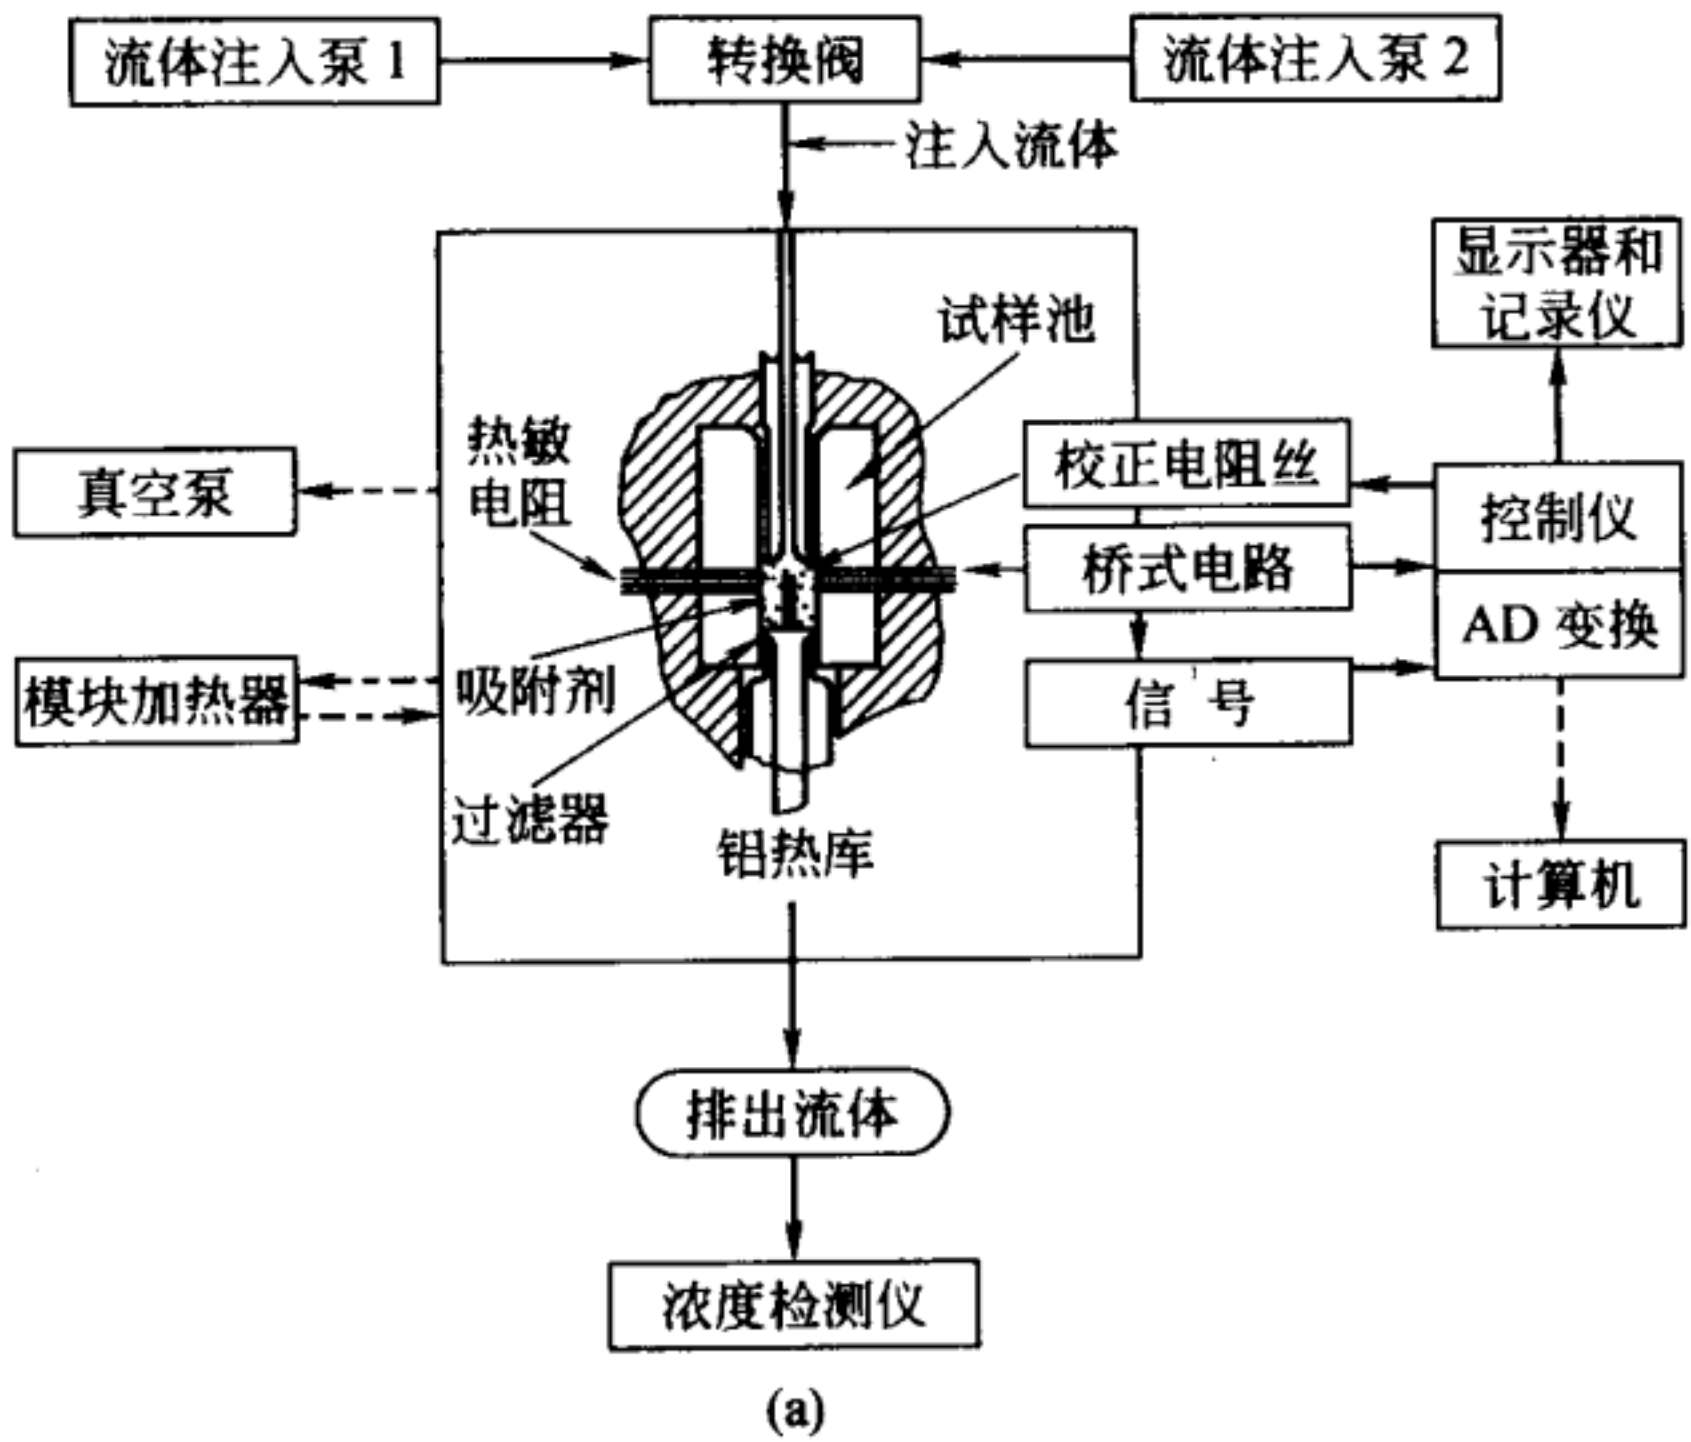 流体注入泵1
转换阀
流体注入泵2
注入流体
显示器和
记录仪
试样池
热敏
电阻
真空泵
校正电阻丝
控制仪
桥式电路
AD变换
模块加热器
吸附剂
信号
过滤器
铝热库
计算机
排出流体
浓度检测仪
(a)